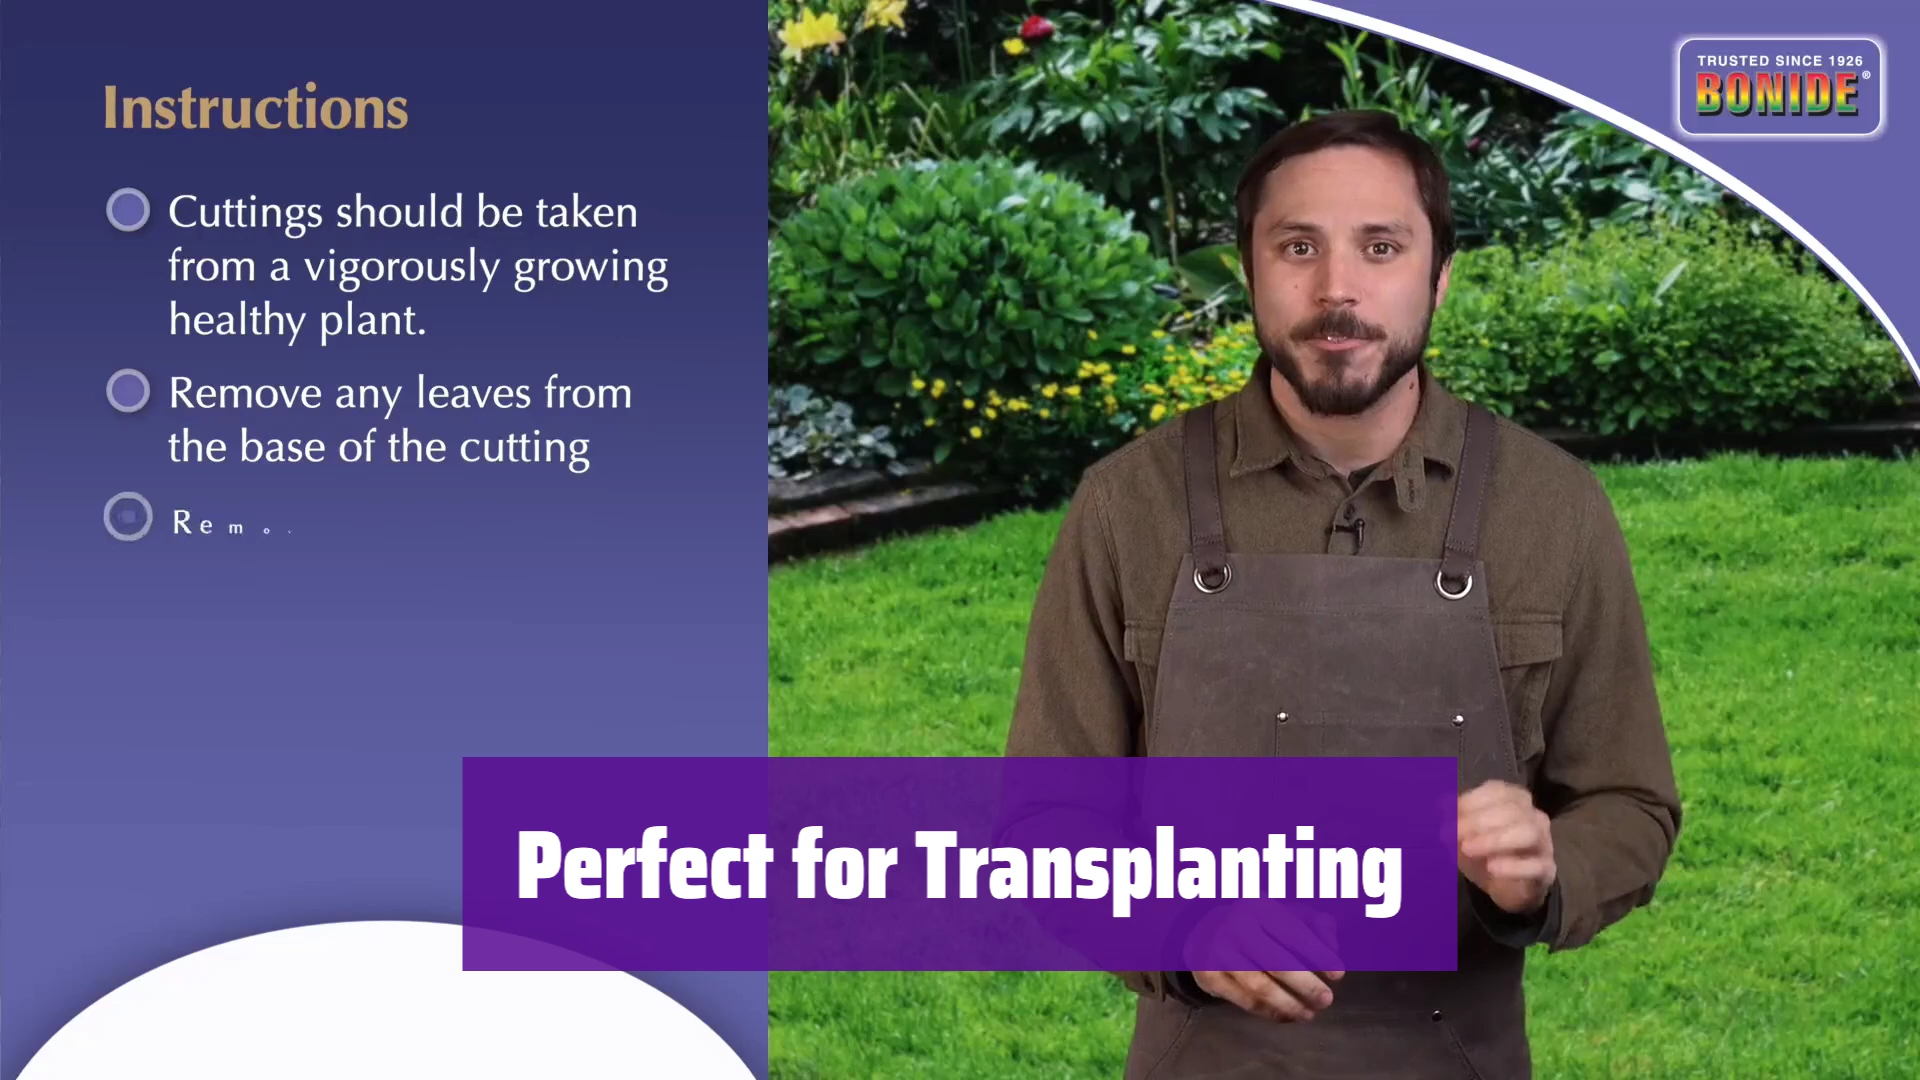 Instructions
Cuttings should be taken
from a vigorously growing
healthy plant.
Remove any leaves from
the base of the cutting
Rem
TRUSTED SINCE 1926
BONIDE®
Perfect for Transplanting